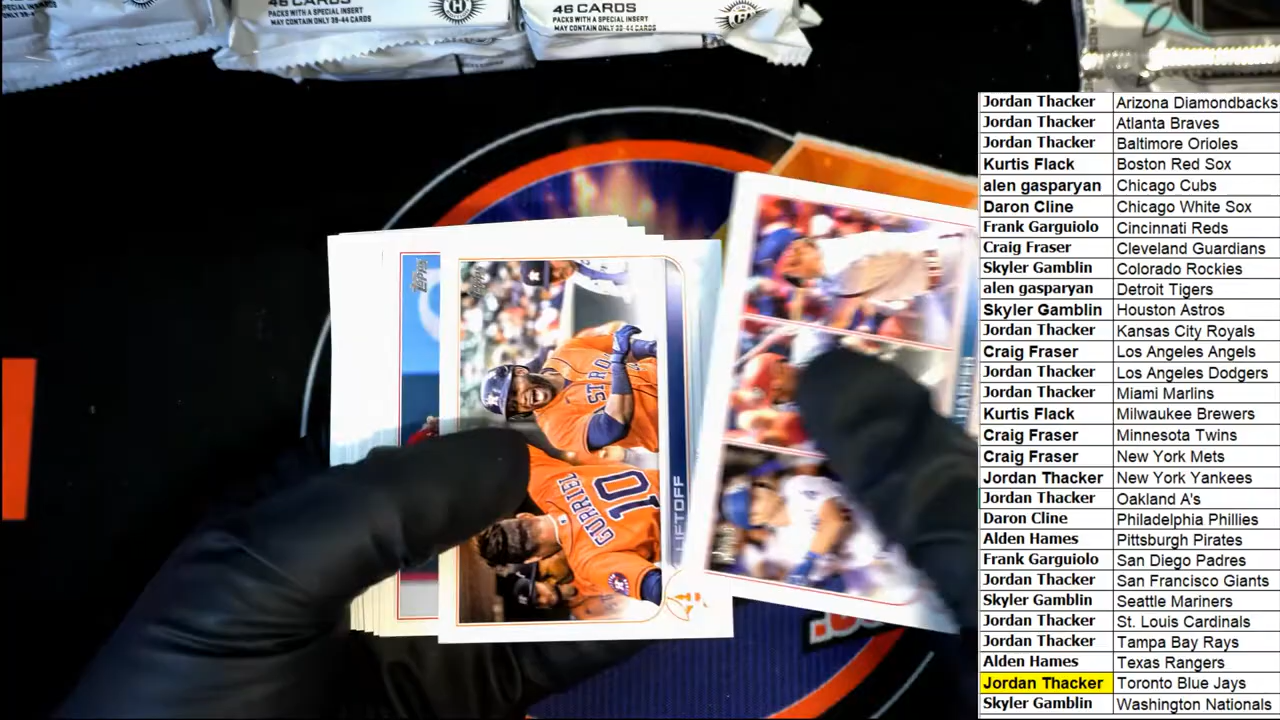 46 CARDS
PACKS WITH A SPECIAL INSERT
MAY CONTAIN ONLY 39-44 CARDS
46 CARDS
PACKS WITH A SPECIAL INSERT
MAY CONTAIN ONLY 39-44 CARDS
Topps
ASTRO
GURRIEL
10
LIFTOFF
Jordan Thacker Arizona Diamondbacks
Jordan Thacker Atlanta Braves
Jordan Thacker Baltimore Orioles
Kurtis Flack Boston Red Sox
alen gasparyan Chicago Cubs
Daron Cline Chicago White Sox
Frank Garguiolo Cincinnati Reds
Craig Fraser Cleveland Guardians
Skyler Gamblin Colorado Rockies
alen gasparyan Detroit Tigers
Skyler Gamblin Houston Astros
Jordan Thacker Kansas City Royals
Craig Fraser Los Angeles Angels
Jordan Thacker Los Angeles Dodgers
Jordan Thacker Miami Marlins
Kurtis Flack Milwaukee Brewers
Craig Fraser Minnesota Twins
Craig Fraser New York Mets
Jordan Thacker New York Yankees
Jordan Thacker Oakland A's
Daron Cline Philadelphia Phillies
Alden Hames Pittsburgh Pirates
Frank Garguiolo San Diego Padres
Jordan Thacker San Francisco Giants
Skyler Gamblin Seattle Mariners
Jordan Thacker St. Louis Cardinals
Jordan Thacker Tampa Bay Rays
Alden Hames Texas Rangers
Jordan Thacker Toronto Blue Jays
Skyler Gamblin Washington Nationals